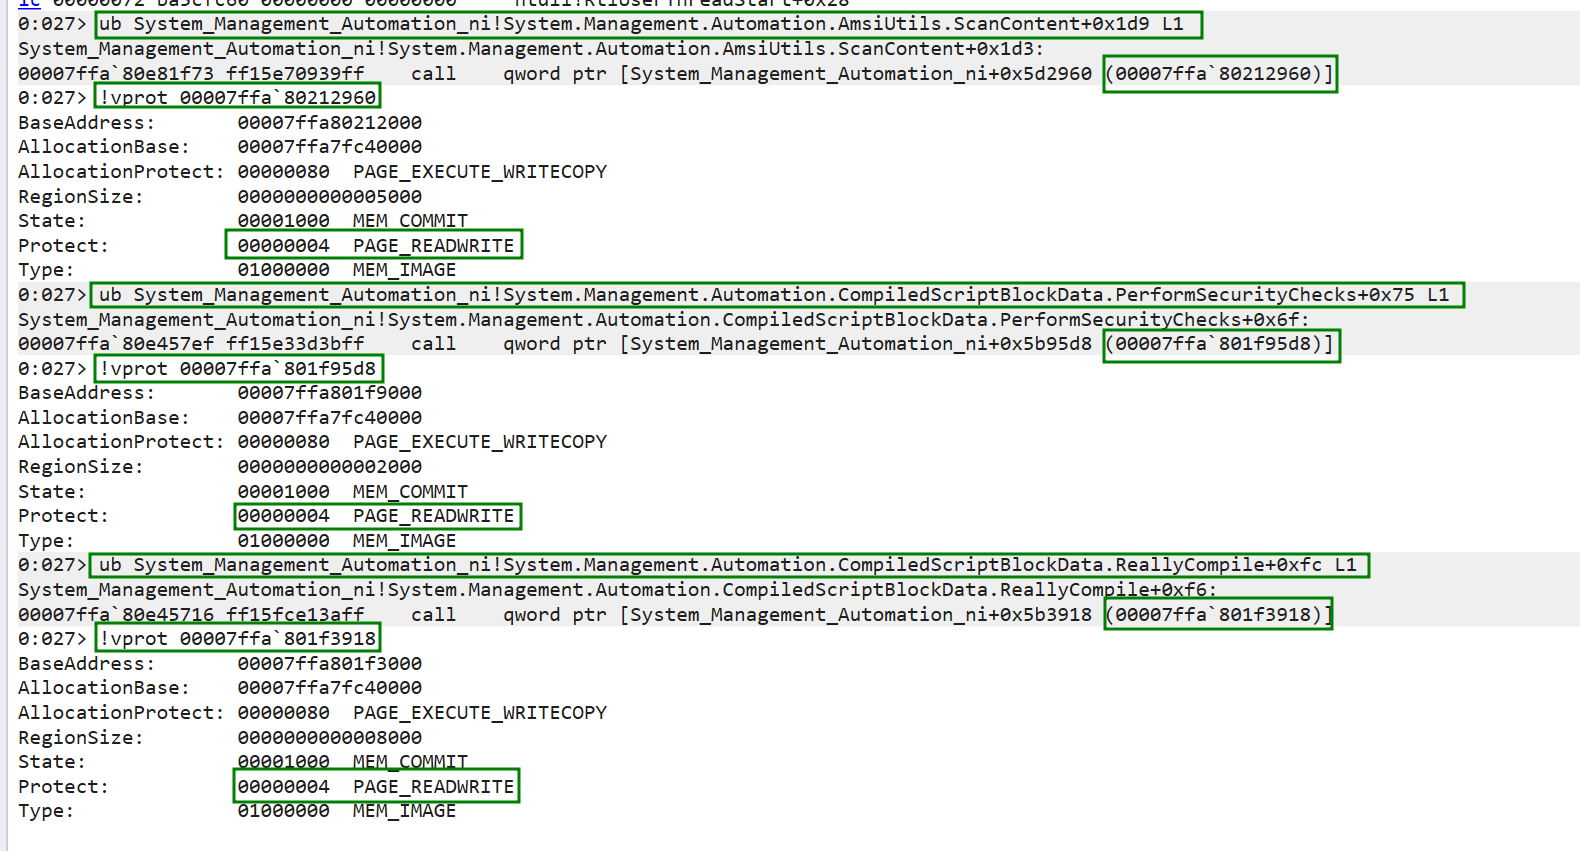 1c 00000072`ba5cfc60 00000000`00000000     ntdll!RtlUserThreadStart+0x28
0:027> ub System_Management_Automation_ni!System.Management.Automation.AmsiUtils.ScanContent+0x1d9 L1
System_Management_Automation_ni!System.Management.Automation.AmsiUtils.ScanContent+0x1d3:
00007ffa`80e81f73 ff15e70939ff    call    qword ptr [System_Management_Automation_ni+0x5d2960 (00007ffa`80212960)]
0:027> !vprot 00007ffa`80212960
BaseAddress:       00007ffa80212000
AllocationBase:    00007ffa7fc40000
AllocationProtect: 00000080  PAGE_EXECUTE_WRITECOPY
RegionSize:        0000000000005000
State:             00001000  MEM_COMMIT
Protect:           00000004  PAGE_READWRITE
Type:              01000000  MEM_IMAGE
0:027> ub System_Management_Automation_ni!System.Management.Automation.CompiledScriptBlockData.PerformSecurityChecks+0x75 L1
System_Management_Automation_ni!System.Management.Automation.CompiledScriptBlockData.PerformSecurityChecks+0x6f:
00007ffa`80e457ef ff15e33d3bff    call    qword ptr [System_Management_Automation_ni+0x5b95d8 (00007ffa`801f95d8)]
0:027> !vprot 00007ffa`801f95d8
BaseAddress:       00007ffa801f9000
AllocationBase:    00007ffa7fc40000
AllocationProtect: 00000080  PAGE_EXECUTE_WRITECOPY
RegionSize:        0000000000002000
State:             00001000  MEM_COMMIT
Protect:           00000004  PAGE_READWRITE
Type:              01000000  MEM_IMAGE
0:027> ub System_Management_Automation_ni!System.Management.Automation.CompiledScriptBlockData.ReallyCompile+0xfc L1
System_Management_Automation_ni!System.Management.Automation.CompiledScriptBlockData.ReallyCompile+0xf6:
00007ffa`80e45716 ff15fce13aff    call    qword ptr [System_Management_Automation_ni+0x5b3918 (00007ffa`801f3918)]
0:027> !vprot 00007ffa`801f3918
BaseAddress:       00007ffa801f3000
AllocationBase:    00007ffa7fc40000
AllocationProtect: 00000080  PAGE_EXECUTE_WRITECOPY
RegionSize:        0000000000008000
State:             00001000  MEM_COMMIT
Protect:           00000004  PAGE_READWRITE
Type:              01000000  MEM_IMAGE